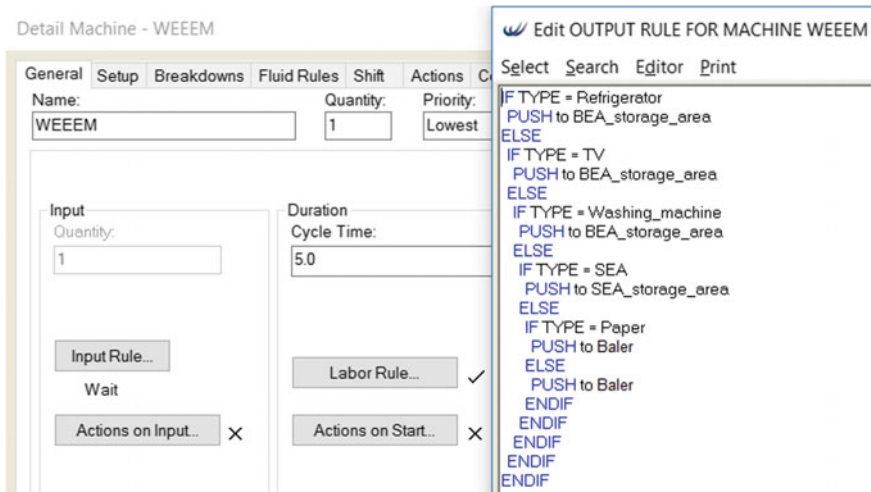 Detail Machine - WEEEM
General Setup Breakdowns Fluid Rules Shift Actions
Name: Quantity: Priority:
WEEEM 1 Lowest
Input Duration
Quantity: Cycle Time:
1 5.0
Input Rule... Labor Rule...
Wait
Actions on Input... Actions on Start...
Edit OUTPUT RULE FOR MACHINE WEEEM
Select Search Editor Print
IF TYPE = Refrigerator
PUSH to BEA_storage_area
ELSE
IF TYPE = TV
PUSH to BEA_storage_area
ELSE
IF TYPE = Washing_machine
PUSH to BEA_storage_area
ELSE
IF TYPE = SEA
PUSH to SEA_storage_area
ELSE
IF TYPE = Paper
PUSH to Baler
ELSE
PUSH to Baler
ENDIF
ENDIF
ENDIF
ENDIF
ENDIF